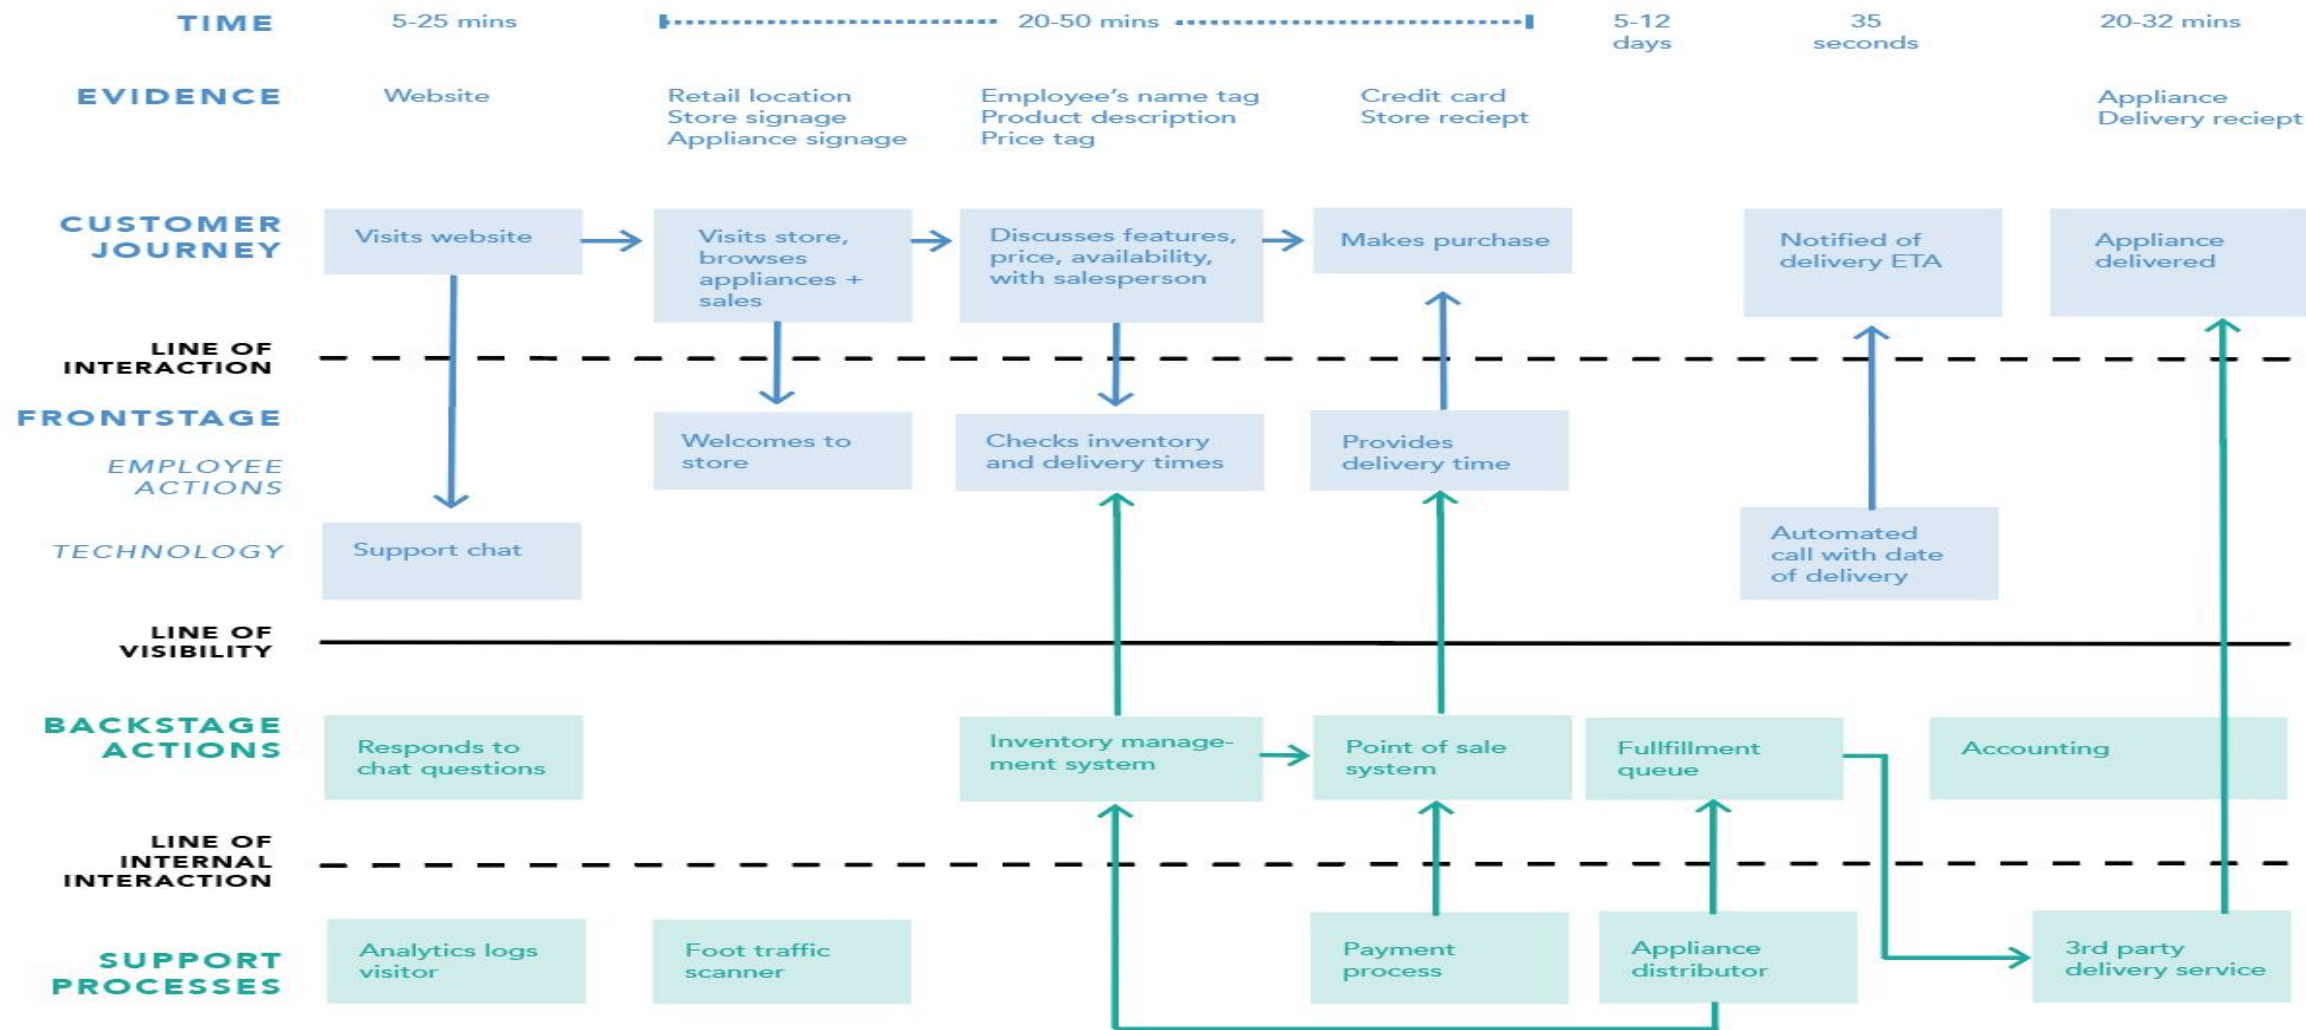 TIME
5-25 mins
20-50 mins
5-12
days
35
seconds
20-32 mins
EVIDENCE
Website
Retail location
Store signage
Appliance signage
Employee's name tag
Product description
Price tag
Credit card
Store reciept
Appliance
Delivery reciept
CUSTOMER
JOURNEY
Visits website
Visits store,
browses
appliances +
sales
Discusses features,
price, availability,
with salesperson
Makes purchase
Notified of
delivery ETA
Appliance
delivered
LINE OF
INTERACTION
FRONTSTAGE
EMPLOYEE
ACTIONS
Welcomes to
store
Checks inventory
and delivery times
Provides
delivery time
TECHNOLOGY
Support chat
Automated
call with date
of delivery
LINE OF
VISIBILITY
BACKSTAGE
ACTIONS
Responds to
chat questions
Inventory manage-
ment system
Point of sale
system
Fullfillment
queue
Accounting
LINE OF
INTERNAL
INTERACTION
SUPPORT
PROCESSES
Analytics logs
visitor
Foot traffic
scanner
Payment
process
Appliance
distributor
3rd party
delivery service